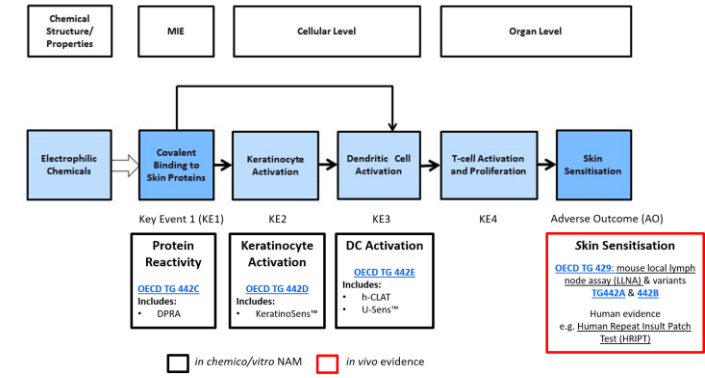 Chemical
Structure/
Properties
MIE
Cellular Level
Organ Level
Electrophilic
Chemicals
Covalent
Binding to
Skin Proteins
Keratinocyte
Activation
Dendritic Cell
Activation
T-cell Activation
and Proliferation
Skin
Sensitisation
Key Event 1 (KE1)
KE2
KE3
KE4
Adverse Outcome (AO)
Protein
Reactivity
OECD TG 442C
Includes:
• DPRA
Keratinocyte
Activation
OECD TG 442D
Includes:
• KeratinoSens™
DC Activation
OECD TG 442E
Includes:
• h-CLAT
• U-Sens™
Skin Sensitisation
OECD TG 429: mouse local lymph
node assay (LLNA) & variants
TG442A & 442B
Human evidence
e.g. Human Repeat Insult Patch
Test (HRIPT)
in chemico/vitro NAM
in vivo evidence